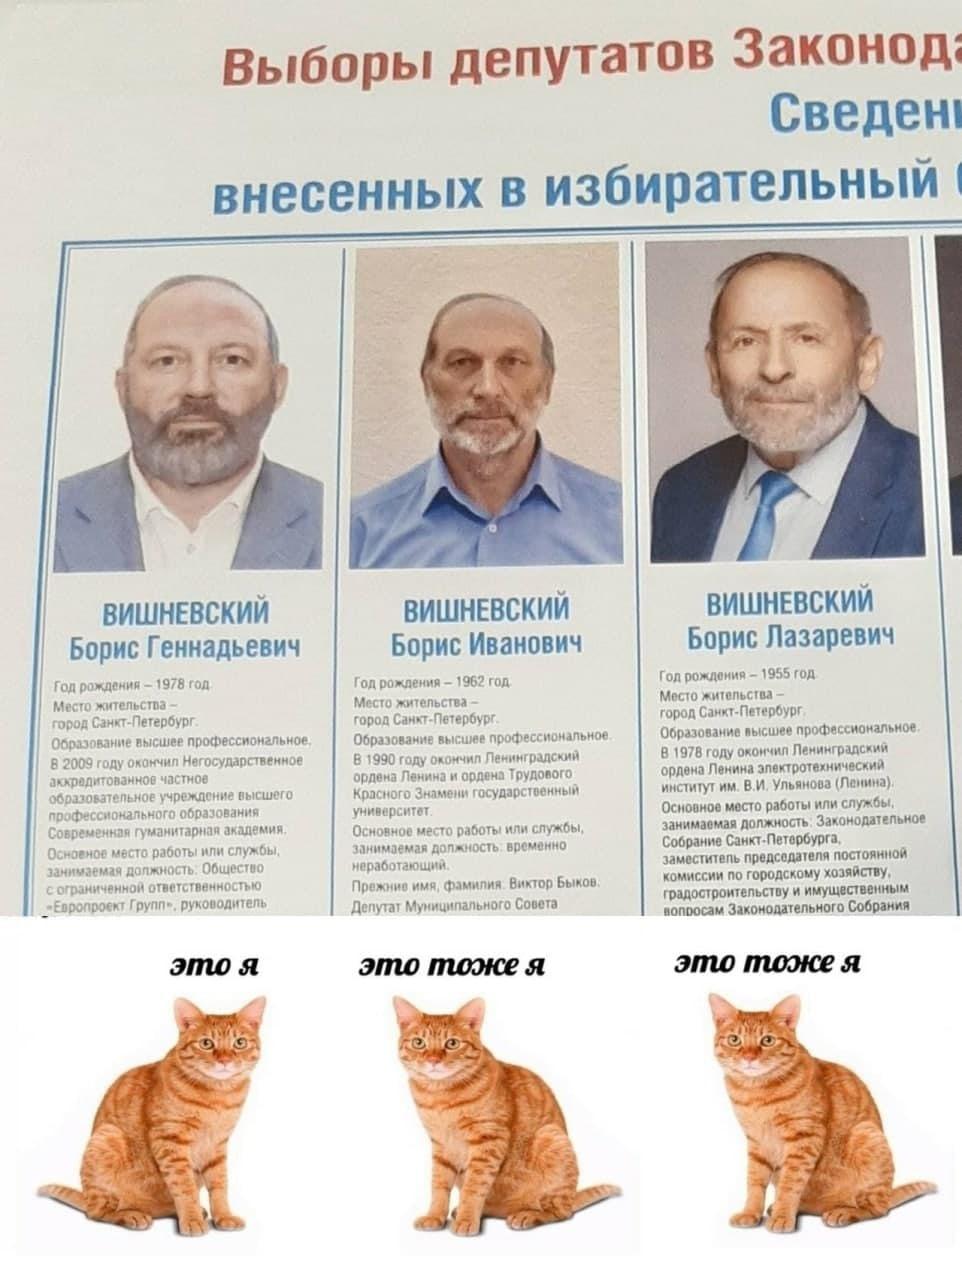 Выборы депутатов
Сведен
внесенных в избирательный
ВИШНЕВСКИЙ
Борис Геннадьевич
Год рождения – 1978 год.
Место жительства –
город Санкт-Петербург.
Образование высшее профессиональное.
В 2009 году окончил Негосударственное
аккредитованное частное
образовательное учреждение высшего
профессионального образования
Современная гуманитарная академия.
Основное место работы или службы,
занимаемая должность: Общество
с ограниченной ответственностью
«Европроект Групп», руководитель
ВИШНЕВСКИЙ
Борис Иванович
Год рождения – 1962 год.
Место жительства –
город Санкт-Петербург.
Образование высшее профессиональное.
В 1990 году окончил Ленинградский
ордена Ленина и ордена Трудового
Красного Знамени государственный
университет.
Основное место работы или службы,
занимаемая должность: временно
неработающий.
Прежние имя, фамилия: Виктор Быков.
Депутат Муниципального Совета
ВИШНЕВСКИЙ
Борис Лазаревич
Год рождения – 1955 год.
Место жительства –
город Санкт-Петербург.
Образование высшее профессиональное.
В 1978 году окончил Ленинградский
ордена Ленина электротехнический
институт им. В.И. Ульянова (Ленина).
Основное место работы или службы,
занимаемая должность: Законодательное
Собрание Санкт-Петербурга,
заместитель председателя постоянной
комиссии по городскому хозяйству,
градостроительству и имущественным
вопросам Законодательного Собрания
это я
это тоже я
это тоже я